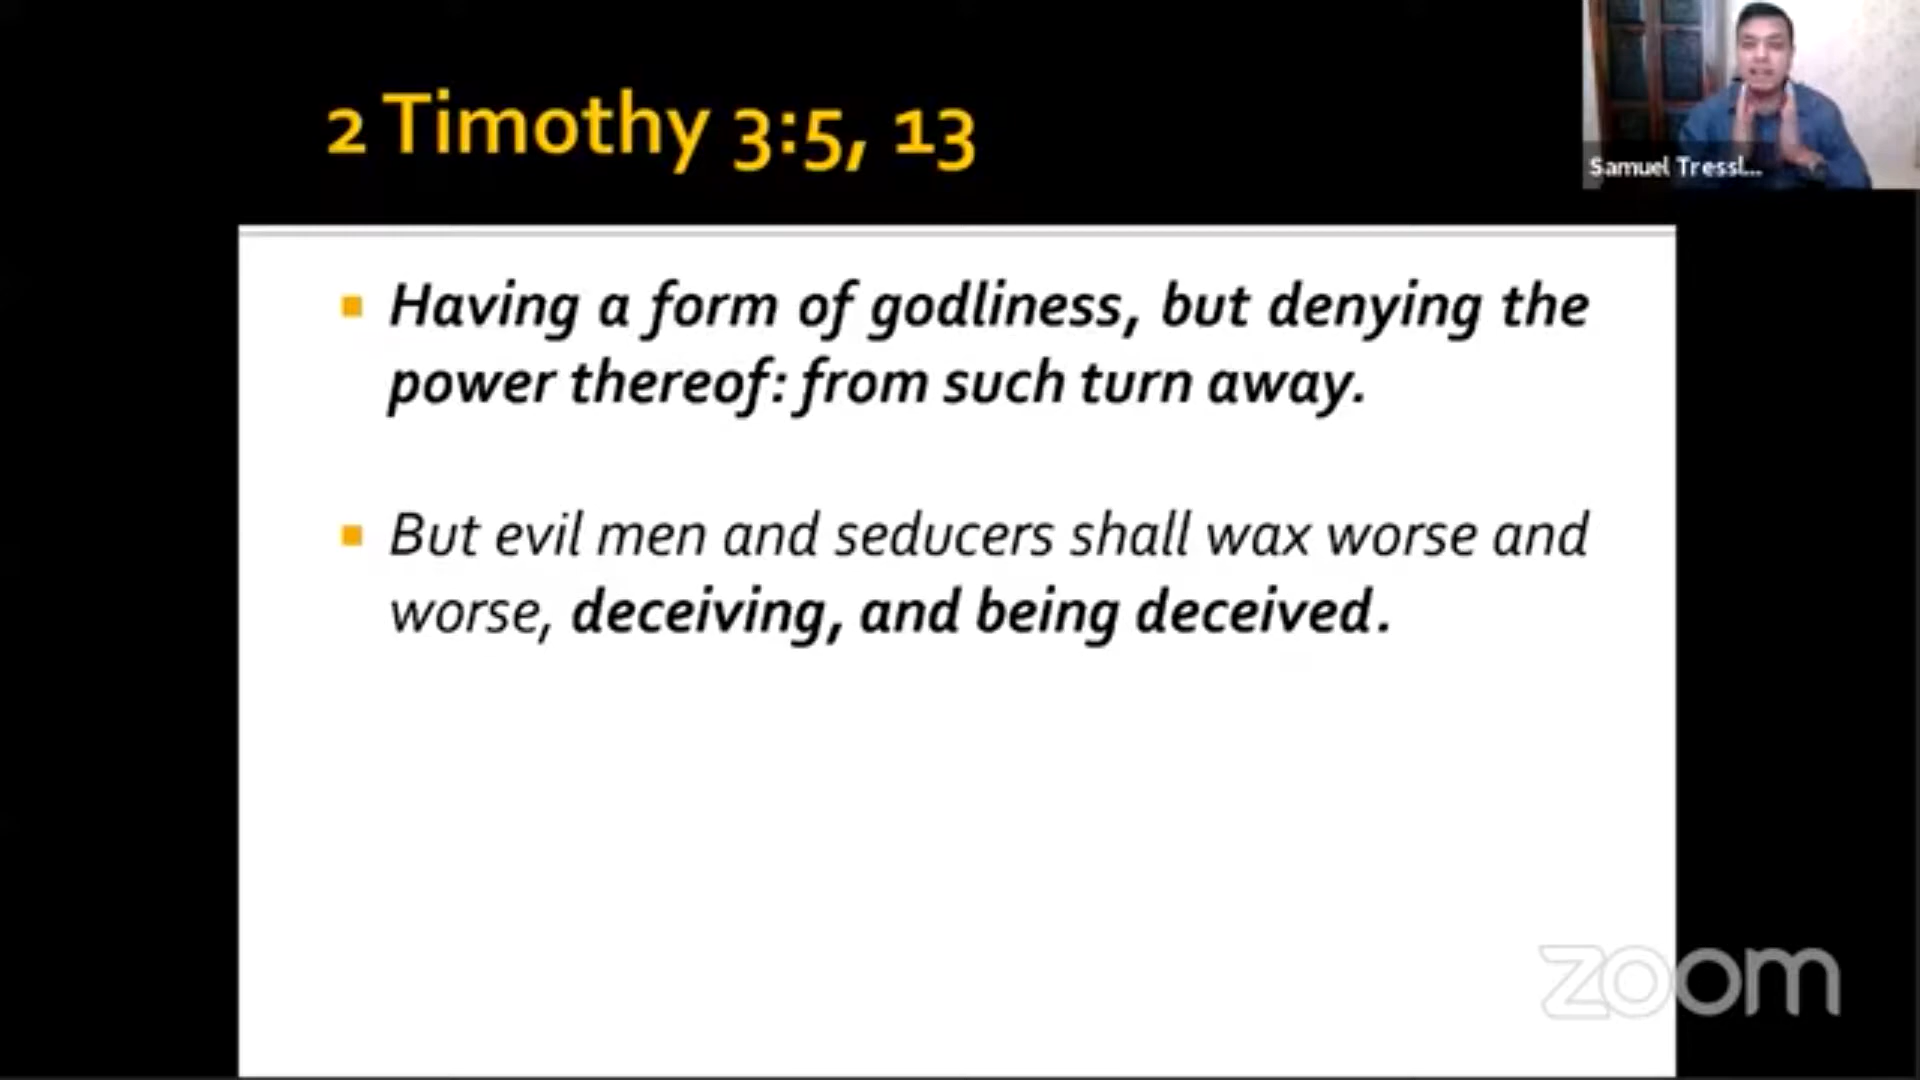 2 Timothy 3:5, 13
Samuel Tressl...
Having a form of godliness, but denying the
power thereof: from such turn away.
But evil men and seducers shall wax worse and
worse, deceiving, and being deceived.
zoom